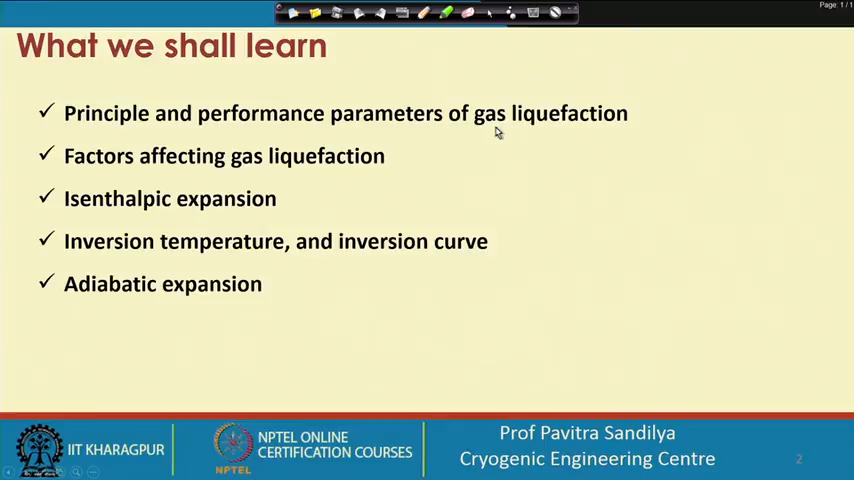 Page: 1 / 1
What we shall learn
✓ Principle and performance parameters of gas liquefaction
✓ Factors affecting gas liquefaction
✓ Isenthalpic expansion
✓ Inversion temperature, and inversion curve
✓ Adiabatic expansion
IIT KHARAGPUR
NPTEL
NPTEL ONLINE
CERTIFICATION COURSES
Prof Pavitra Sandilya
Cryogenic Engineering Centre
2